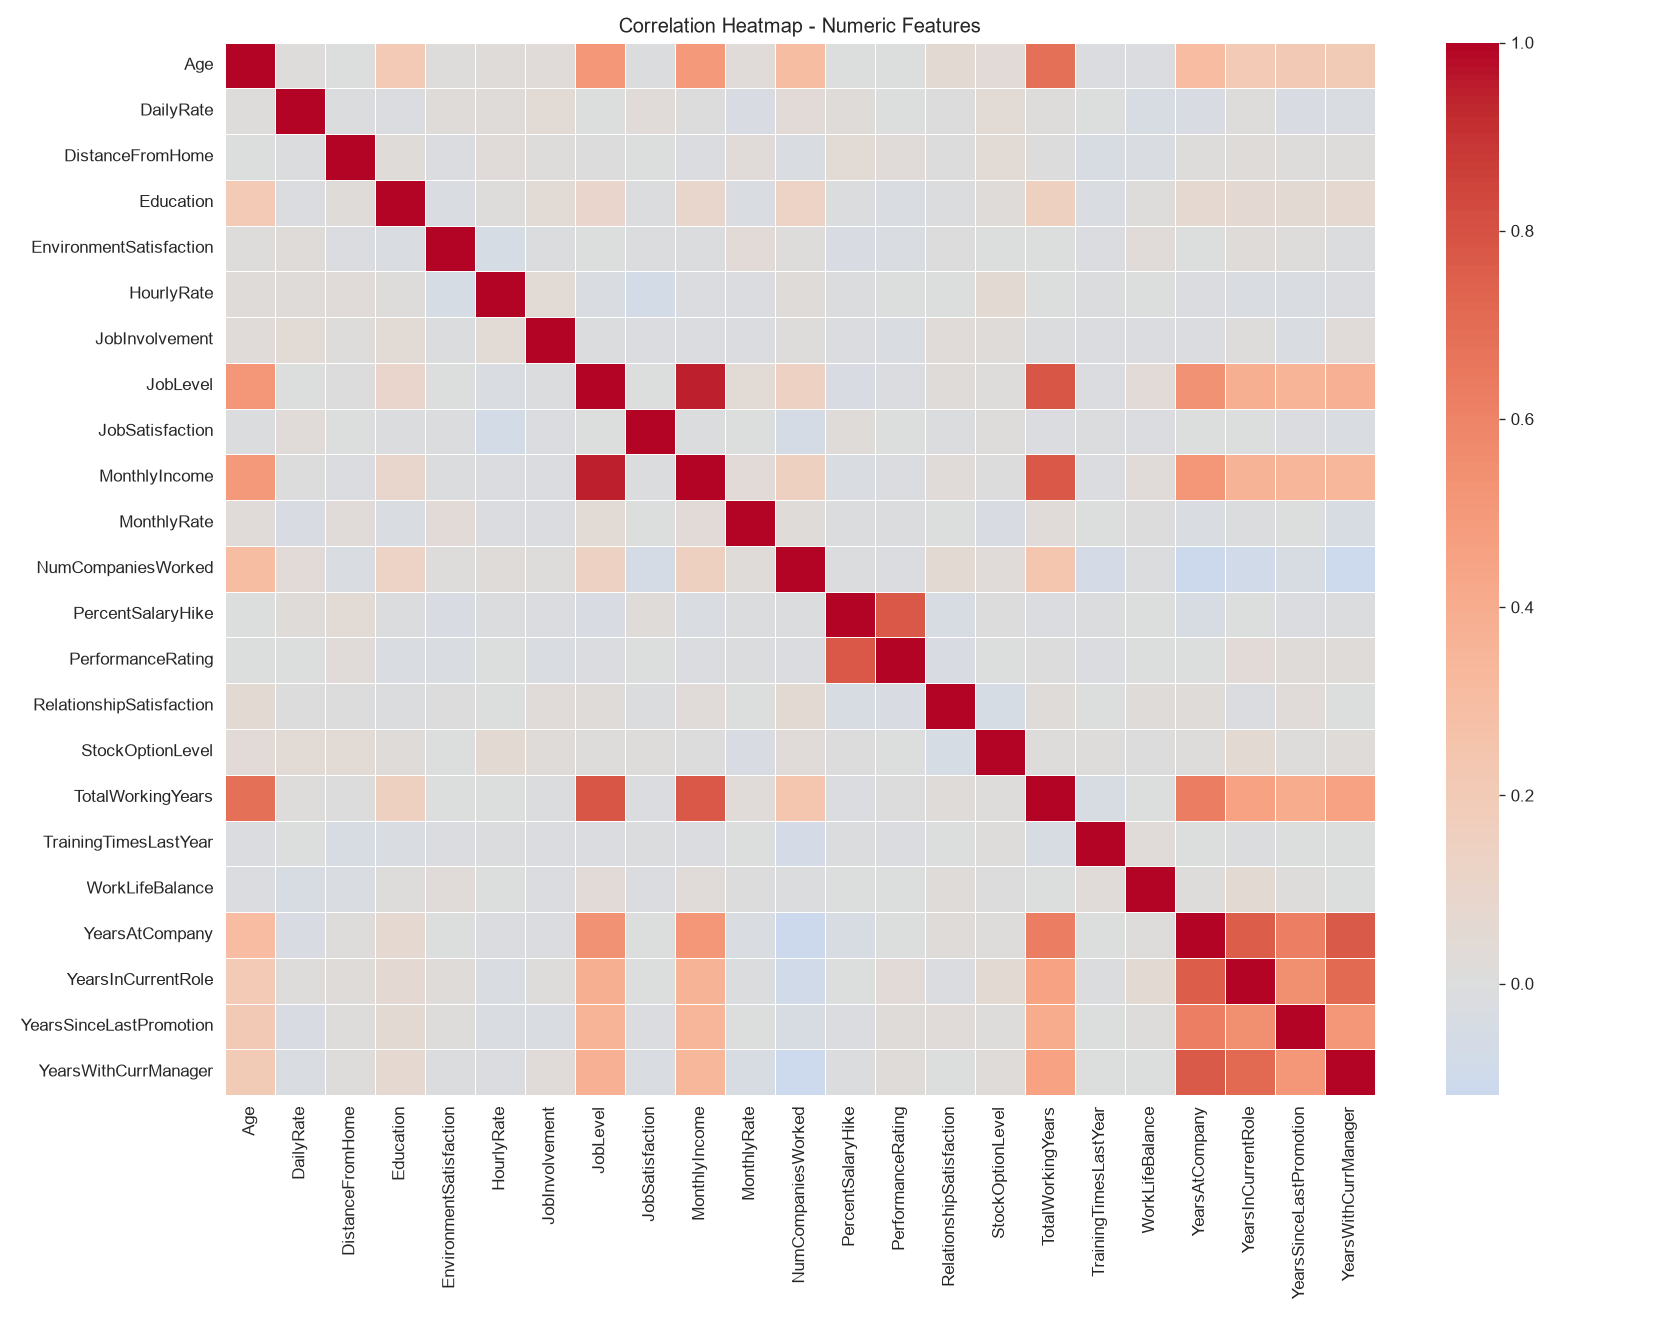 Correlation Heatmap - Numeric Features
Age
DailyRate
DistanceFromHome
Education
EnvironmentSatisfaction
HourlyRate
JobInvolvement
JobLevel
JobSatisfaction
MonthlyIncome
MonthlyRate
NumCompaniesWorked
PercentSalaryHike
PerformanceRating
RelationshipSatisfaction
StockOptionLevel
TotalWorkingYears
TrainingTimesLastYear
WorkLifeBalance
YearsAtCompany
YearsInCurrentRole
YearsSinceLastPromotion
YearsWithCurrManager
Age
DailyRate
DistanceFromHome
Education
EnvironmentSatisfaction
HourlyRate
JobInvolvement
JobLevel
JobSatisfaction
MonthlyIncome
MonthlyRate
NumCompaniesWorked
PercentSalaryHike
PerformanceRating
RelationshipSatisfaction
StockOptionLevel
TotalWorkingYears
TrainingTimesLastYear
WorkLifeBalance
YearsAtCompany
YearsInCurrentRole
YearsSinceLastPromotion
YearsWithCurrManager
1.0
0.8
0.6
0.4
0.2
0.0